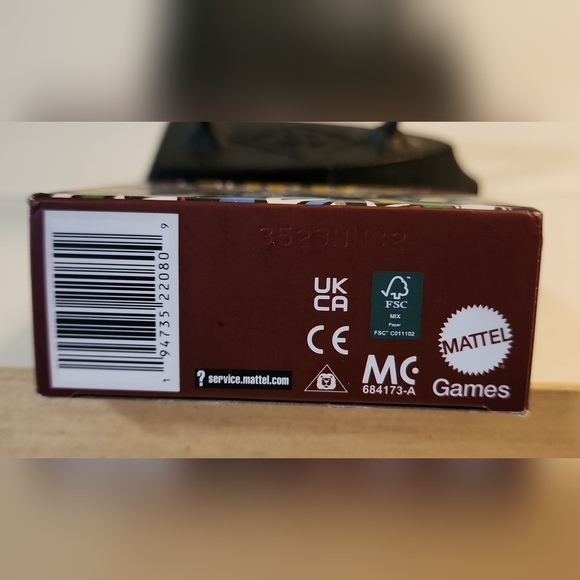 3523HNC2
UK
CA
FSC
MIX
Paper
FSC® C011102
CE
MATTEL
Games
MC
684173-A
? service.mattel.com
1 94735 22080 9